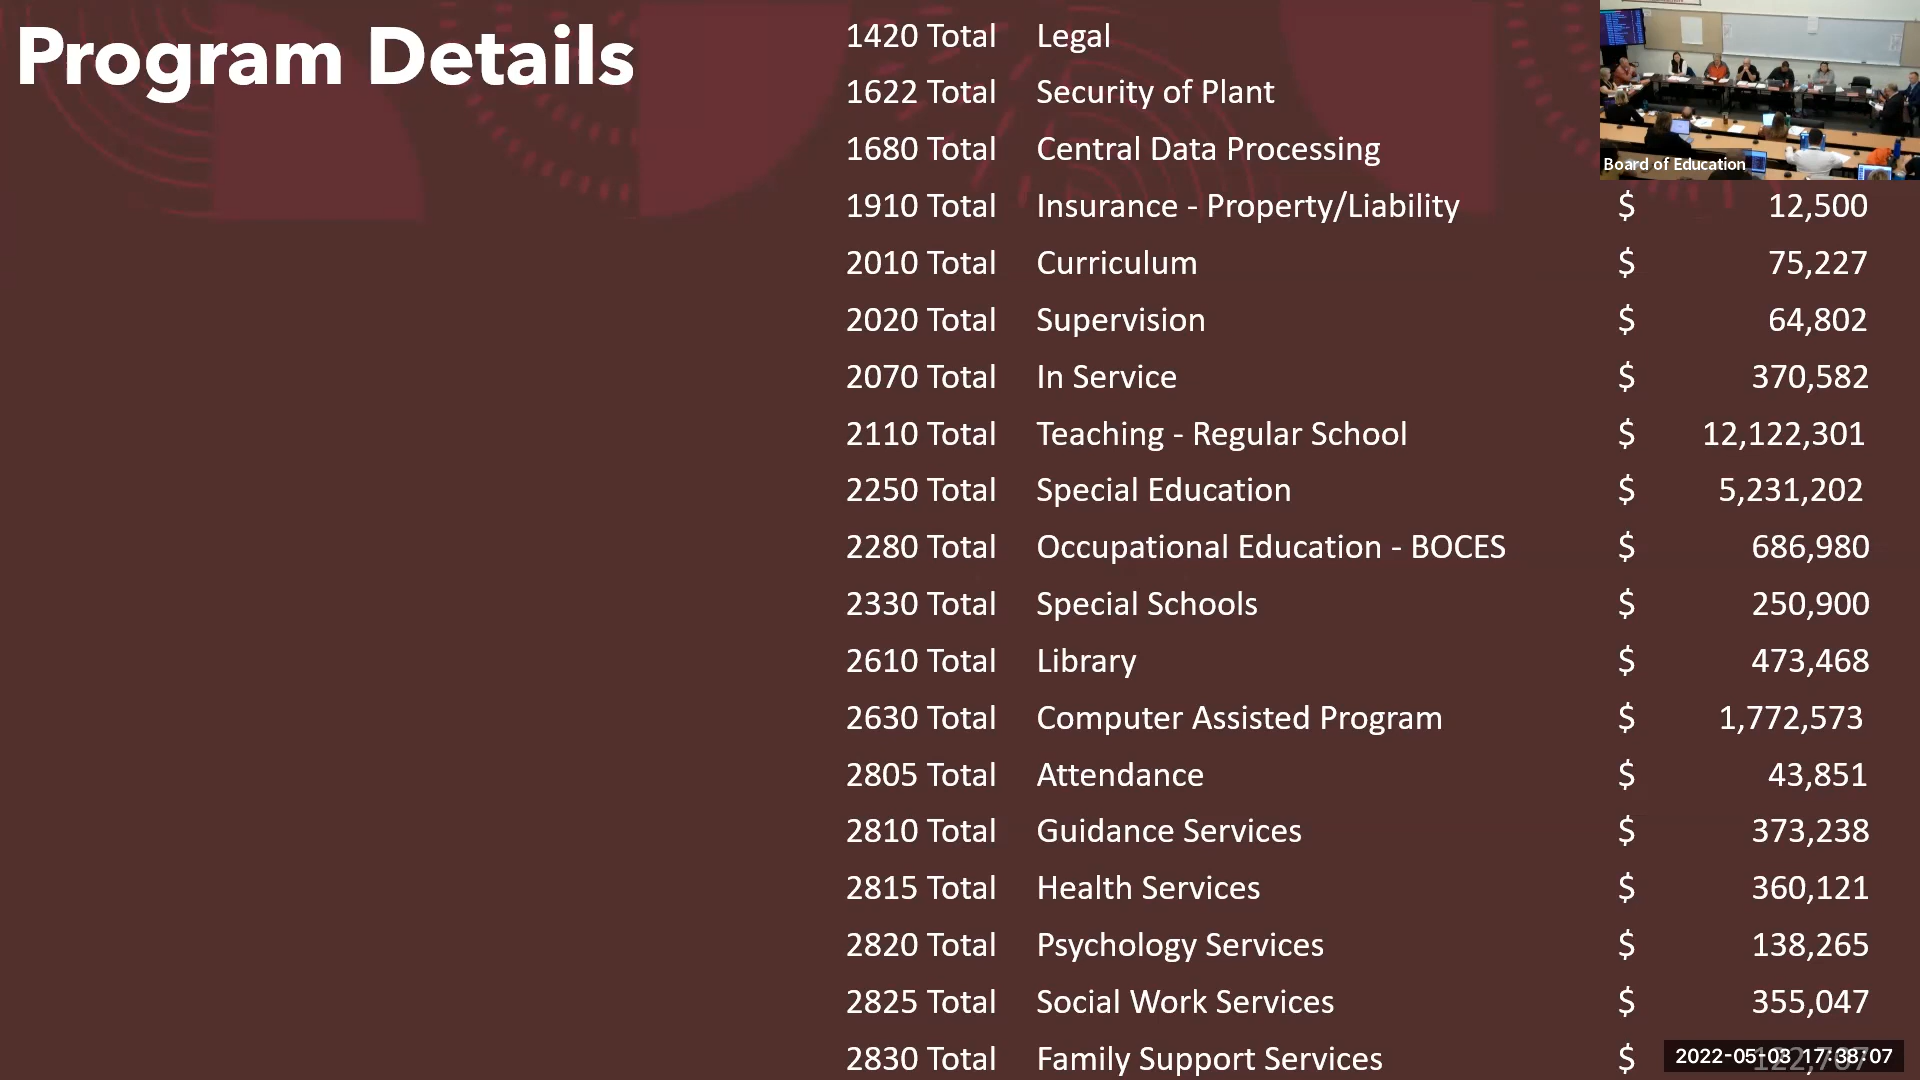 Program Details
1420 Total Legal
1622 Total Security of Plant
1680 Total Central Data Processing
Board of Education
1910 Total Insurance - Property/Liability $ 12,500
2010 Total Curriculum $ 75,227
2020 Total Supervision $ 64,802
2070 Total In Service $ 370,582
2110 Total Teaching - Regular School $ 12,122,301
2250 Total Special Education $ 5,231,202
2280 Total Occupational Education - BOCES $ 686,980
2330 Total Special Schools $ 250,900
2610 Total Library $ 473,468
2630 Total Computer Assisted Program $ 1,772,573
2805 Total Attendance $ 43,851
2810 Total Guidance Services $ 373,238
2815 Total Health Services $ 360,121
2820 Total Psychology Services $ 138,265
2825 Total Social Work Services $ 355,047
2830 Total Family Support Services $
2022-05-03 17:38:07